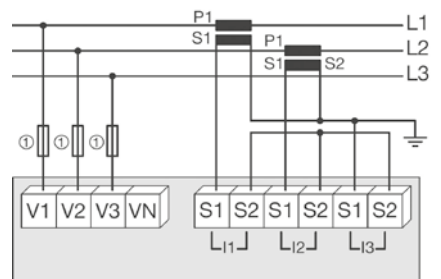 P1 L1
S1 P1 L2
S1 S2 L3
① ① ①
V1 V2 V3 VN S1 S2 S1 S2 S1 S2
I1 I2 I3